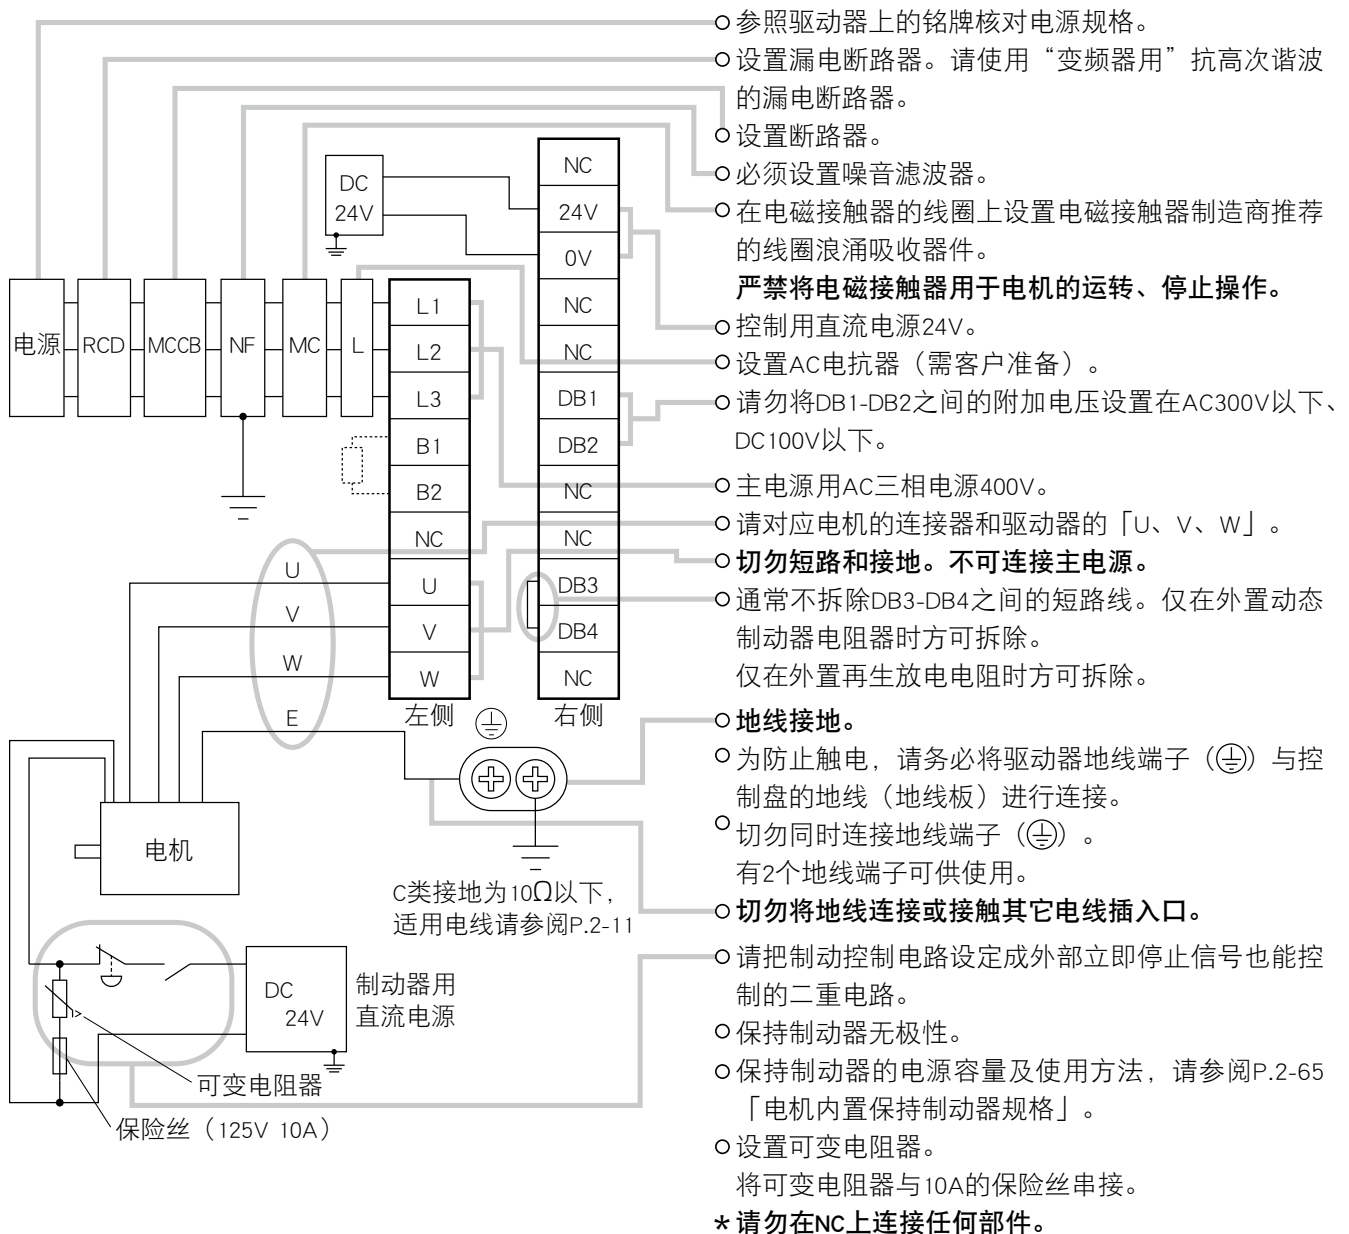 参照驱动器上的铭牌核对电源规格。
设置漏电断路器。请使用“变频器用”抗高次谐波
的漏电断路器。
设置断路器。
必须设置噪音滤波器。
在电磁接触器的线圈上设置电磁接触器制造商推荐
的线圈浪涌吸收器件。
严禁将电磁接触器用于电机的运转、停止操作。
控制用直流电源24V。
设置AC电抗器（需客户准备）。
请勿将DB1-DB2之间的附加电压设置在AC300V以下、
DC100V以下。
主电源用AC三相电源400V。
请对应电机的连接器和驱动器的「U、V、W」。
切勿短路和接地。不可连接主电源。
通常不拆除DB3-DB4之间的短路线。仅在外置动态
制动器电阻器时方可拆除。
仅在外置再生放电电阻时方可拆除。
地线接地。
为防止触电，请务必将驱动器地线端子（⏚）与控
制盘的地线（地线板）进行连接。
切勿同时连接地线端子（⏚）。
有2个地线端子可供使用。
切勿将地线连接或接触其它电线插入口。
请把制动控制电路设定成外部立即停止信号也能控
制的二重电路。
保持制动器无极性。
保持制动器的电源容量及使用方法，请参阅P.2-65
「电机内置保持制动器规格」。
设置可变电阻器。
将可变电阻器与10A的保险丝串接。
*请勿在NC上连接任何部件。
DC
24V
电源
RCD
MCCB
NF
MC
L
L1
L2
L3
B1
B2
NC
U
V
W
左侧
NC
24V
0V
NC
NC
DB1
DB2
NC
NC
DB3
DB4
NC
右侧
U
V
W
E
电机
C类接地为10Ω以下，
适用电线请参阅P.2-11
DC
24V
制动器用
直流电源
可变电阻器
保险丝（125V 10A）